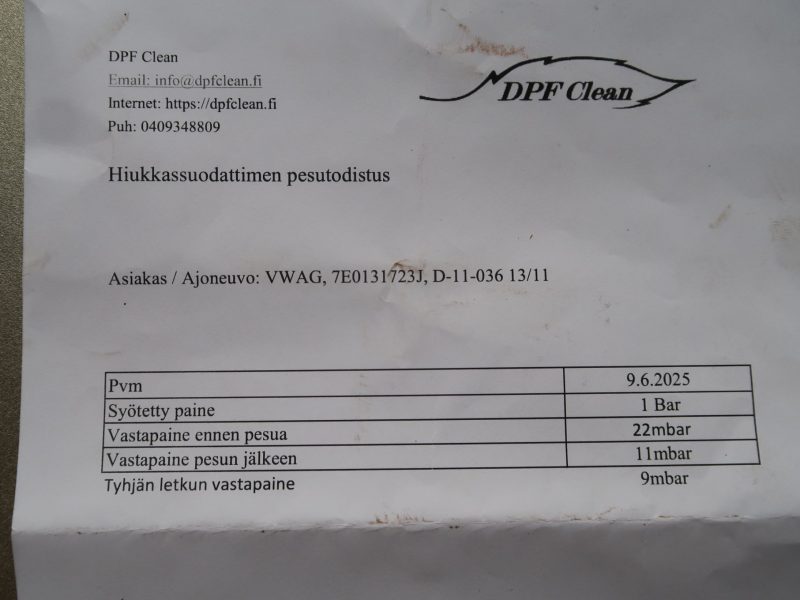 DPF Clean
Email: info@dpfclean.fi
Internet: https://dpfclean.fi
Puh: 0409348809
DPF Clean
Hiukkassuodattimen pesutodistus
Asiakas / Ajoneuvo: VWAG, 7E0131723J, D-11-036 13/11
Pvm 9.6.2025
Syötetty paine 1 Bar
Vastapaine ennen pesua 22mbar
Vastapaine pesun jälkeen 11mbar
Tyhjän letkun vastapaine 9mbar